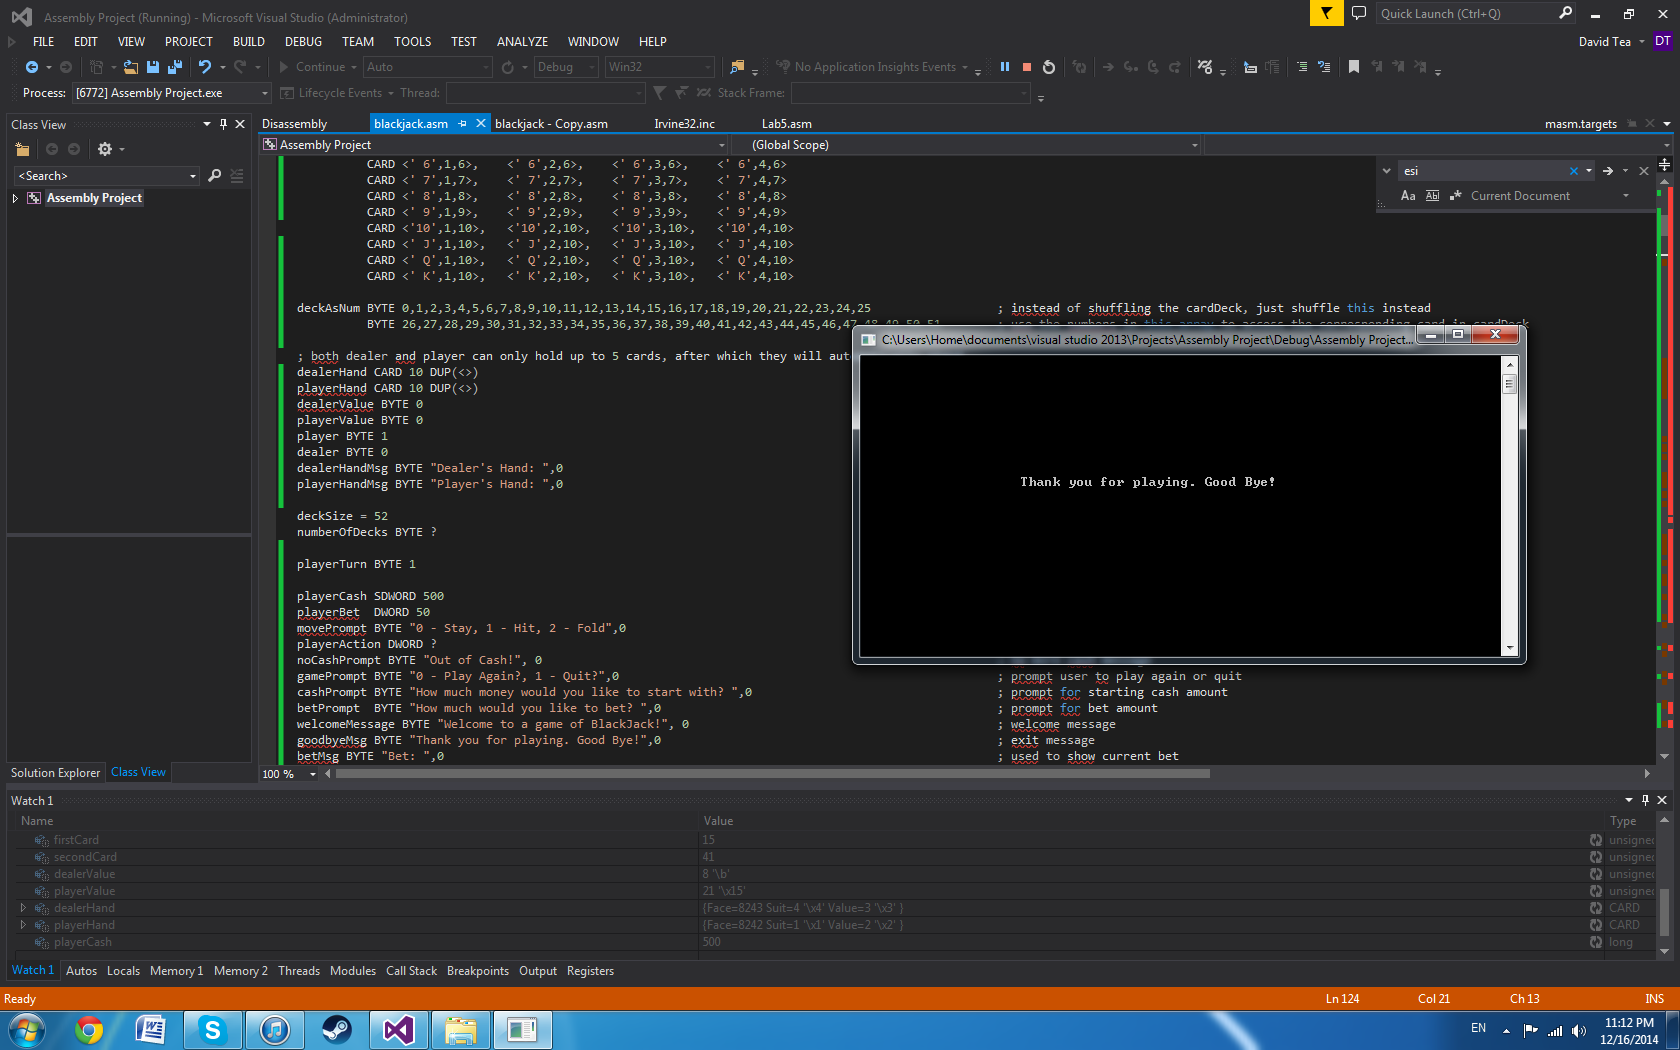 Assembly Project (Running) - Microsoft Visual Studio (Administrator)
Quick Launch (Ctrl+Q)
FILE EDIT VIEW PROJECT BUILD DEBUG TEAM TOOLS TEST ANALYZE WINDOW HELP
David Tea DT
Continue Auto Debug Win32 No Application Insights Events
Process: [6772] Assembly Project.exe Lifecycle Events Thread: Stack Frame:
Class View
Disassembly blackjack.asm blackjack - Copy.asm Irvine32.inc Lab5.asm masm.targets
Assembly Project (Global Scope)
<Search>
Assembly Project
esi
Aa Ab Current Document
CARD <' 6',1,6>, <' 6',2,6>, <' 6',3,6>, <' 6',4,6>
CARD <' 7',1,7>, <' 7',2,7>, <' 7',3,7>, <' 7',4,7>
CARD <' 8',1,8>, <' 8',2,8>, <' 8',3,8>, <' 8',4,8>
CARD <' 9',1,9>, <' 9',2,9>, <' 9',3,9>, <' 9',4,9>
CARD <'10',1,10>, <'10',2,10>, <'10',3,10>, <'10',4,10>
CARD <' J',1,10>, <' J',2,10>, <' J',3,10>, <' J',4,10>
CARD <' Q',1,10>, <' Q',2,10>, <' Q',3,10>, <' Q',4,10>
CARD <' K',1,10>, <' K',2,10>, <' K',3,10>, <' K',4,10>
deckAsNum BYTE 0,1,2,3,4,5,6,7,8,9,10,11,12,13,14,15,16,17,18,19,20,21,22,23,24,25 ; instead of shuffling the cardDeck, just shuffle this instead
BYTE 26,27,28,29,30,31,32,33,34,35,36,37,38,39,40,41,42,43,44,45,46,47,48,49,50,51 ; use the numbers in this array to access the corresponding card in cardDeck
; both dealer and player can only hold up to 5 cards, after which they will aut
dealerHand CARD 10 DUP(<>)
playerHand CARD 10 DUP(<>)
dealerValue BYTE 0
playerValue BYTE 0
player BYTE 1
dealer BYTE 0
dealerHandMsg BYTE "Dealer's Hand: ",0
playerHandMsg BYTE "Player's Hand: ",0
deckSize = 52
numberOfDecks BYTE ?
playerTurn BYTE 1
playerCash SDWORD 500
playerBet DWORD 50
movePrompt BYTE "0 - Stay, 1 - Hit, 2 - Fold",0
playerAction DWORD ?
noCashPrompt BYTE "Out of Cash!", 0
gamePrompt BYTE "0 - Play Again?, 1 - Quit?",0 ; prompt user to play again or quit
cashPrompt BYTE "How much money would you like to start with? ",0 ; prompt for starting cash amount
betPrompt BYTE "How much would you like to bet? ",0 ; prompt for bet amount
welcomeMessage BYTE "Welcome to a game of BlackJack!", 0 ; welcome message
goodbyeMsg BYTE "Thank you for playing. Good Bye!",0 ; exit message
betMsg BYTE "Bet: ",0 ; used to show current bet
C:\Users\Home\documents\visual studio 2013\Projects\Assembly Project\Debug\Assembly Project...
Thank you for playing. Good Bye!
100 %
Solution Explorer Class View
Watch 1
Name Value Type
firstCard 15 unsigned
secondCard 41 unsigned
dealerValue 8 '\b' unsigned
playerValue 21 '\x15' unsigned
dealerHand {Face=8243 Suit=4 '\x4' Value=3 '\x3' } CARD
playerHand {Face=8242 Suit=1 '\x1' Value=2 '\x2' } CARD
playerCash 500 long
Watch 1 Autos Locals Memory 1 Memory 2 Threads Modules Call Stack Breakpoints Output Registers
Ready Ln 124 Col 21 Ch 13 INS
EN 11:12 PM
12/16/2014